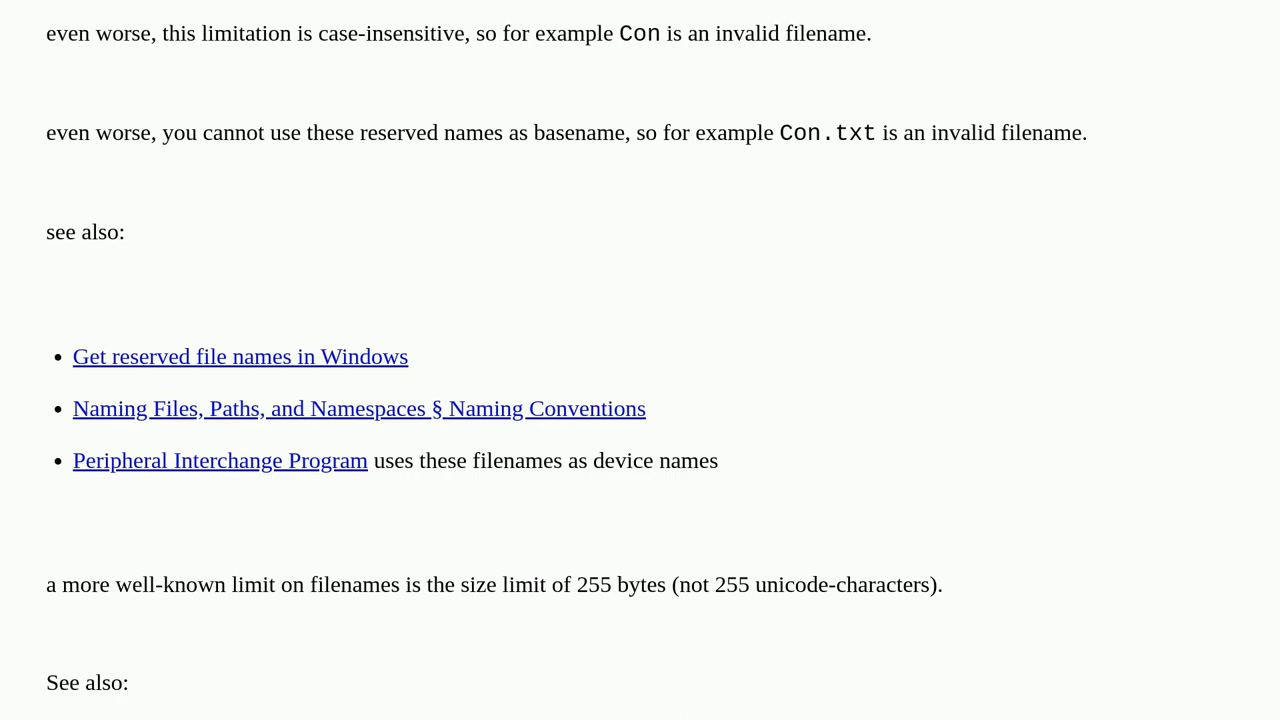 even worse, this limitation is case-insensitive, so for example Con is an invalid filename.
even worse, you cannot use these reserved names as basename, so for example Con.txt is an invalid filename.
see also:
• Get reserved file names in Windows
• Naming Files, Paths, and Namespaces § Naming Conventions
• Peripheral Interchange Program uses these filenames as device names
a more well-known limit on filenames is the size limit of 255 bytes (not 255 unicode-characters).
See also: